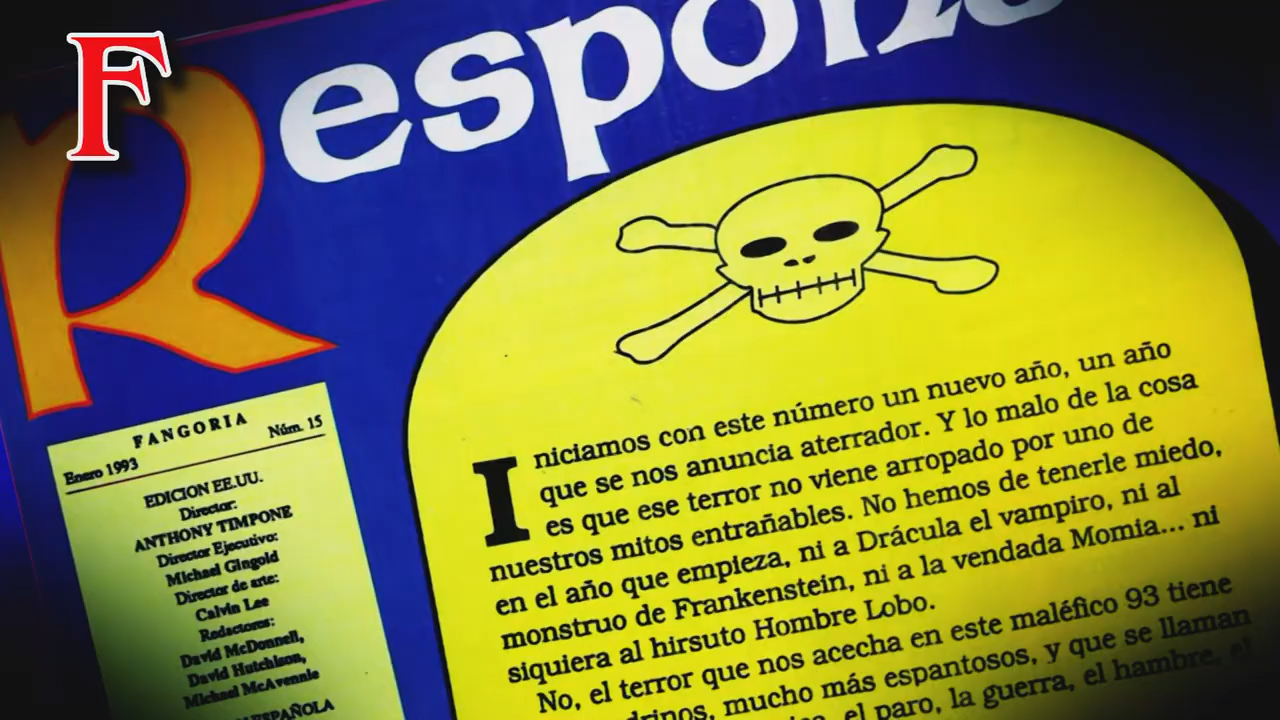 F
Respon
FANGORIA
Enero 1993 Núm. 15
EDICION EE.UU.
Director:
ANTHONY TIMPONE
Director Ejecutivo:
Michael Gingold
Director de arte:
Calvin Lee
Redactores:
David McDonnell,
David Hutchison,
Michael McAvennie
ESPAÑOLA
Iniciamos con este número un nuevo año, un año
que se nos anuncia aterrador. Y lo malo de la cosa
es que ese terror no viene arropado por uno de
nuestros mitos entrañables. No hemos de tenerle miedo,
en el año que empieza, ni a Drácula el vampiro, ni al
monstruo de Frankenstein, ni a la vendada Momia... ni
siquiera al hirsuto Hombre Lobo.
No, el terror que nos acecha en este maléfico 93 tiene
mucho más espantosos, y que se llaman
el paro, la guerra, el hambre, el